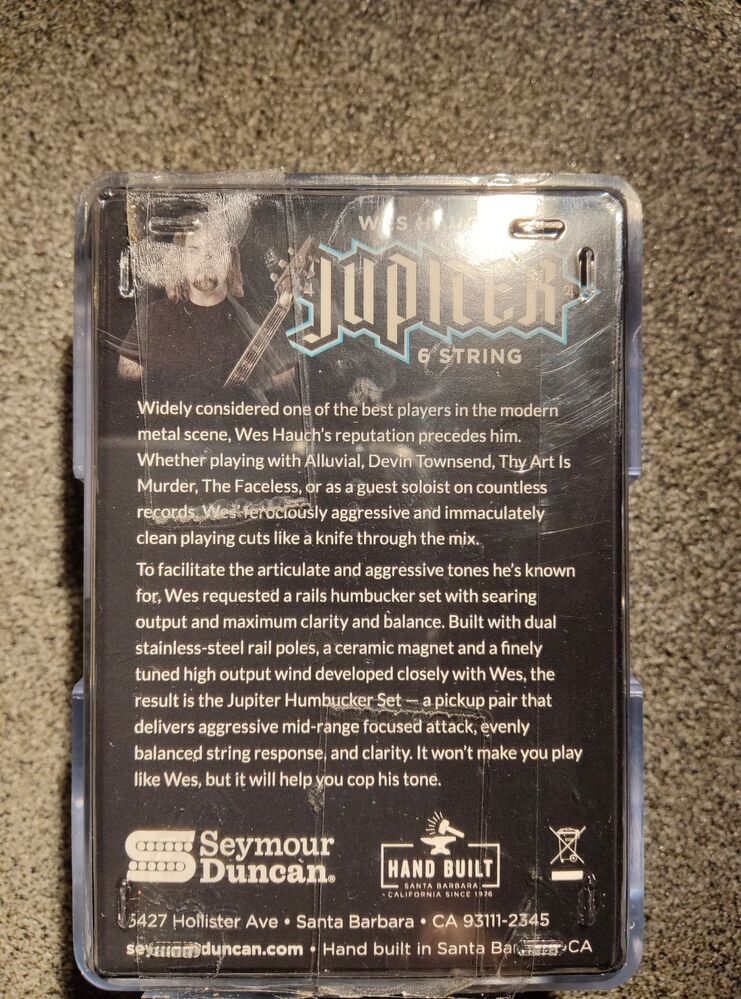 WES HAUCH
JUPITER
6 STRING
Widely considered one of the best players in the modern
metal scene, Wes Hauch's reputation precedes him.
Whether playing with Alluvial, Devin Townsend, Thy Art Is
Murder, The Faceless, or as a guest soloist on countless
records, Wes' ferociously aggressive and immaculately
clean playing cuts like a knife through the mix.
To facilitate the articulate and aggressive tones he's known
for, Wes requested a rails humbucker set with searing
output and maximum clarity and balance. Built with dual
stainless-steel rail poles, a ceramic magnet and a finely
tuned high output wind developed closely with Wes, the
result is the Jupiter Humbucker Set — a pickup pair that
delivers aggressive mid-range focused attack, evenly
balanced string response, and clarity. It won't make you play
like Wes, but it will help you cop his tone.
Seymour
Duncan®
HAND BUILT
SANTA BARBARA
CALIFORNIA SINCE 1976
5427 Hollister Ave • Santa Barbara • CA 93111-2345
seymourduncan.com • Hand built in Santa Barbara CA